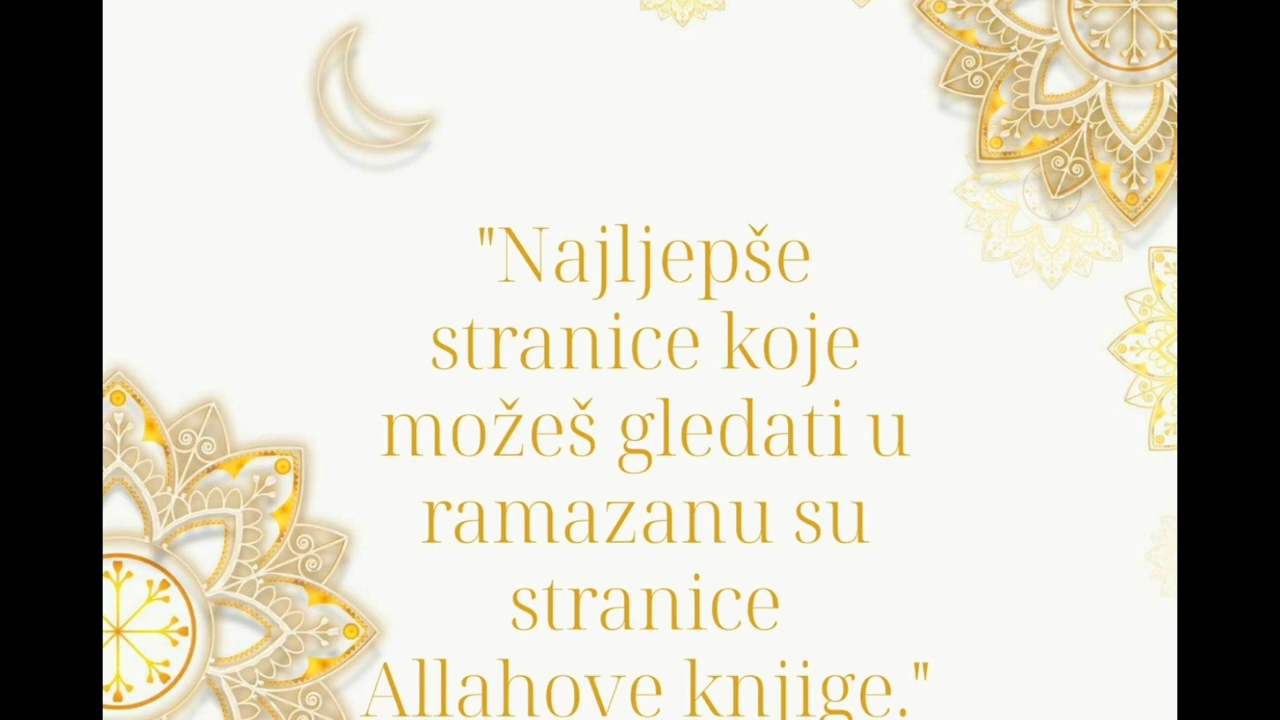 "Najljepše
stranice koje
možeš gledati u
ramazanu su
stranice
Allahove knjige."